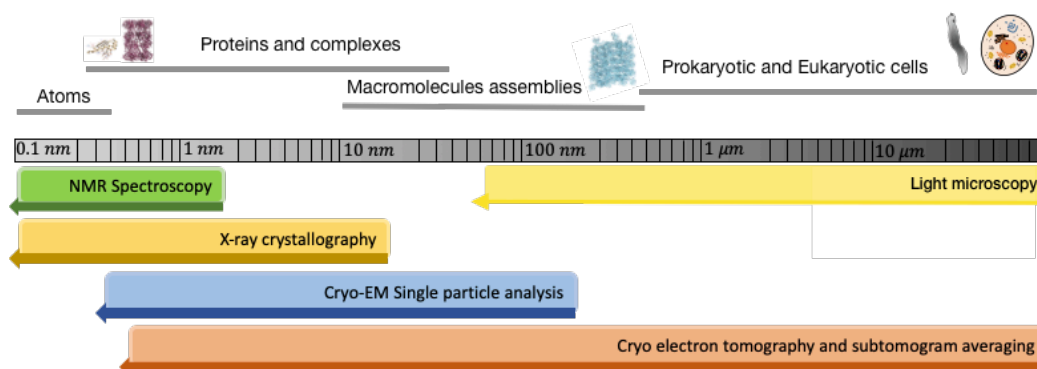 Proteins and complexes
Prokaryotic and Eukaryotic cells
Macromolecules assemblies
Atoms
0.1 nm 1 nm 10 nm 100 nm 1 μm 10 μm
NMR Spectroscopy
Light microscopy
X-ray crystallography
Cryo-EM Single particle analysis
Cryo electron tomography and subtomogram averaging